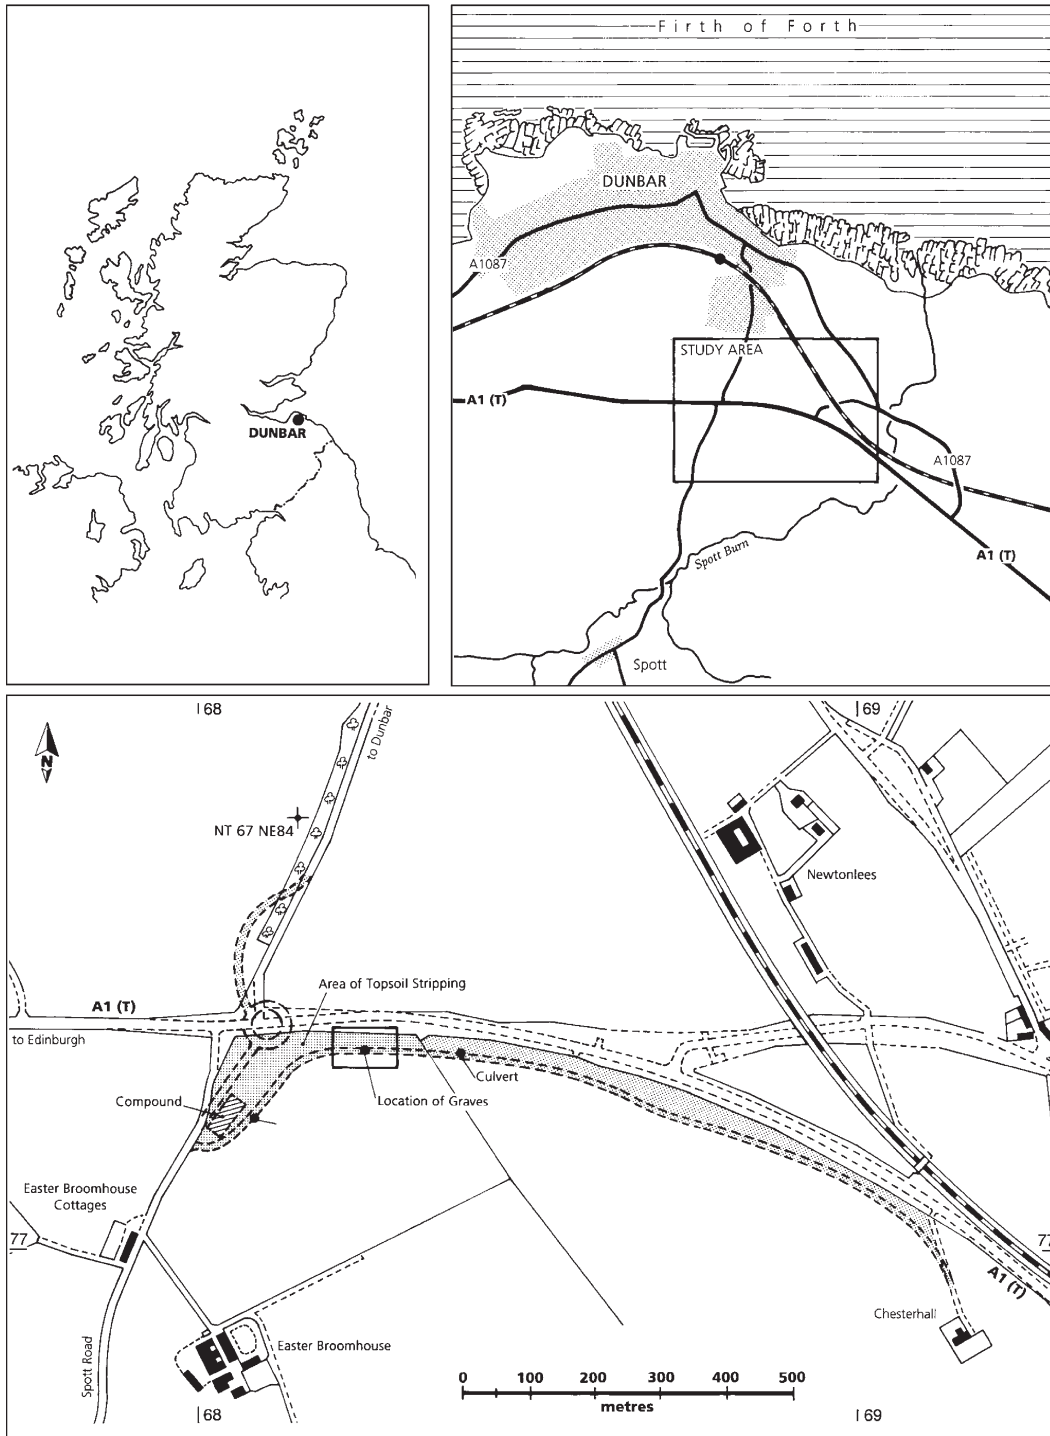 DUNBAR
Firth of Forth
DUNBAR
A1087
STUDY AREA
A1 (T)
A1087
A1 (T)
Spott Burn
Spott
68
69
N
to Dunbar
NT 67 NE84
Newtonlees
Area of Topsoil Stripping
A1 (T)
to Edinburgh
Culvert
Compound
Location of Graves
Easter Broomhouse
Cottages
77
77
A1 (T)
Chesterhall
Spott Road
Easter Broomhouse
0 100 200 300 400 500
metres
68
69